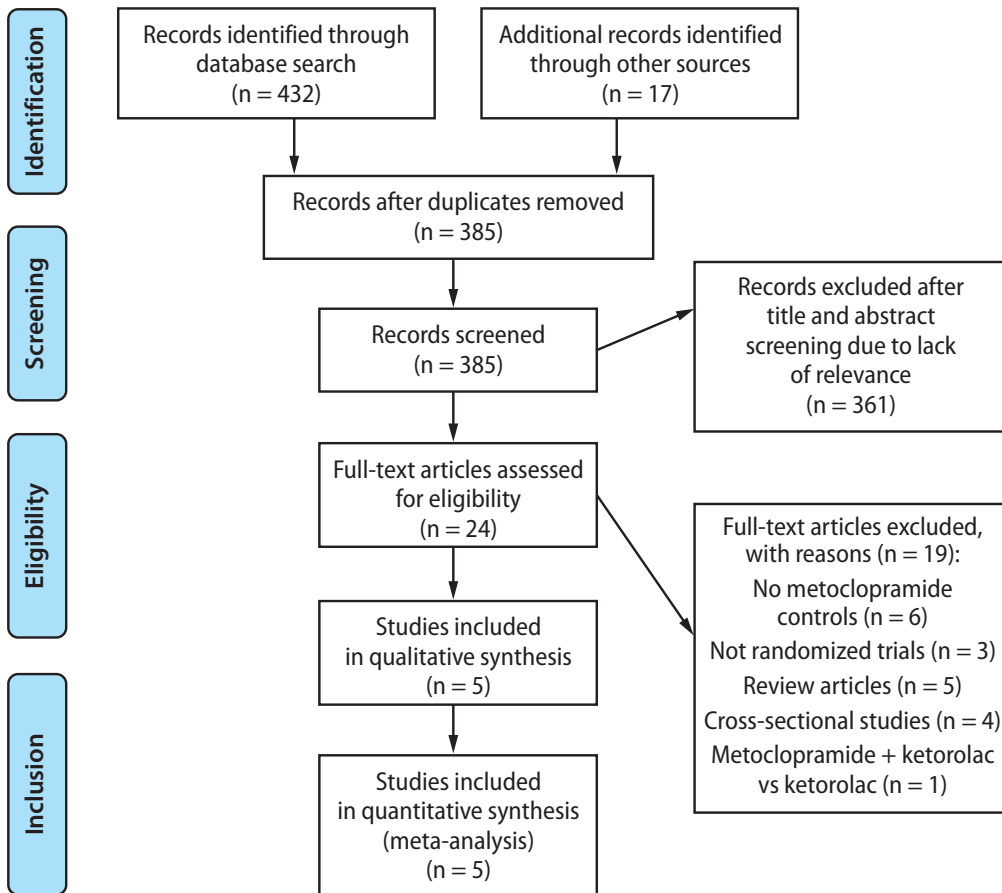 Identification
Records identified through
database search
(n = 432)
Additional records identified
through other sources
(n = 17)
Records after duplicates removed
(n = 385)
Screening
Records screened
(n = 385)
Records excluded after
title and abstract
screening due to lack
of relevance
(n = 361)
Eligibility
Full-text articles assessed
for eligibility
(n = 24)
Full-text articles excluded,
with reasons (n = 19):
No metoclopramide
controls (n = 6)
Not randomized trials (n = 3)
Review articles (n = 5)
Cross-sectional studies (n = 4)
Metoclopramide + ketorolac
vs ketorolac (n = 1)
Studies included
in qualitative synthesis
(n = 5)
Inclusion
Studies included
in quantitative synthesis
(meta-analysis)
(n = 5)